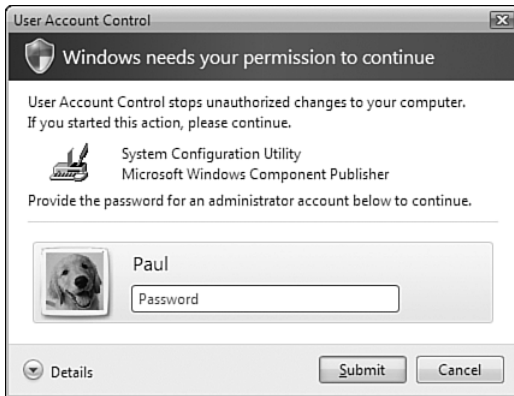 User Account Control
Windows needs your permission to continue
User Account Control stops unauthorized changes to your computer.
If you started this action, please continue.
System Configuration Utility
Microsoft Windows Component Publisher
Provide the password for an administrator account below to continue.
Paul
Password
Details
Submit
Cancel